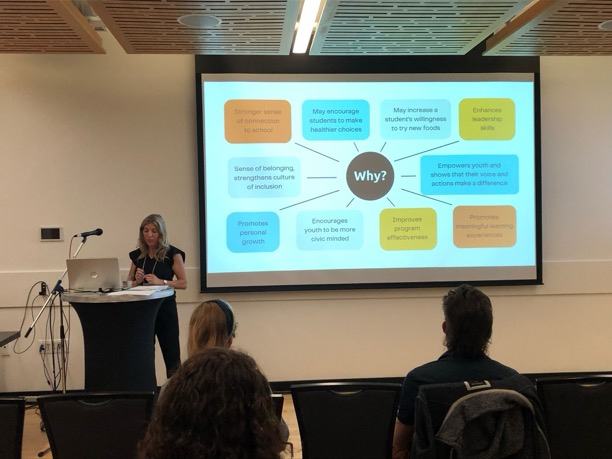 Stronger sense
of connection
to school
May encourage
students to make
healthier choices
May increase a
student's willingness
to try new foods
Enhances
leadership
skills
Sense of belonging,
strengthens culture
of inclusion
Why?
Empowers youth and
shows that their voice and
actions make a difference
Promotes
personal
growth
Encourages
youth to be more
civic minded
Improves
program
effectiveness
Promotes
meaningful learning
experiences